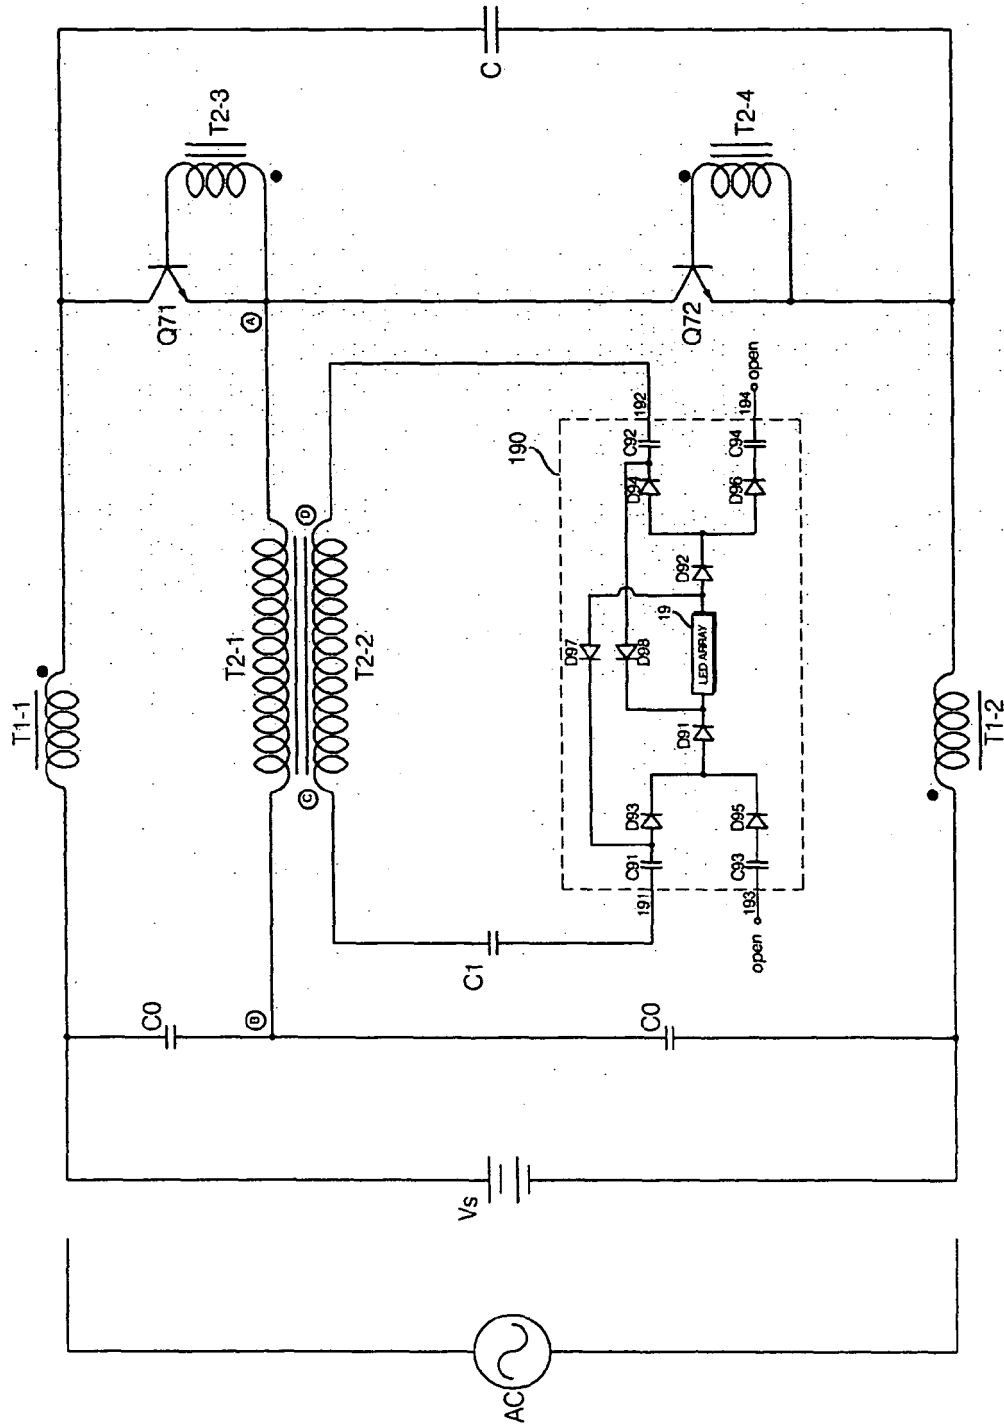 C
T2-3
T2-4
Q71
Q72
A
T1-1
T2-1
T2-2
D
C
B
190
192
194
open
C92
C94
D94
D96
D92
D97
D98
19
LED ARRAY
D91
D93
D95
C91
C93
191
193
open
T1-2
C1
C0
C0
Vs
AC